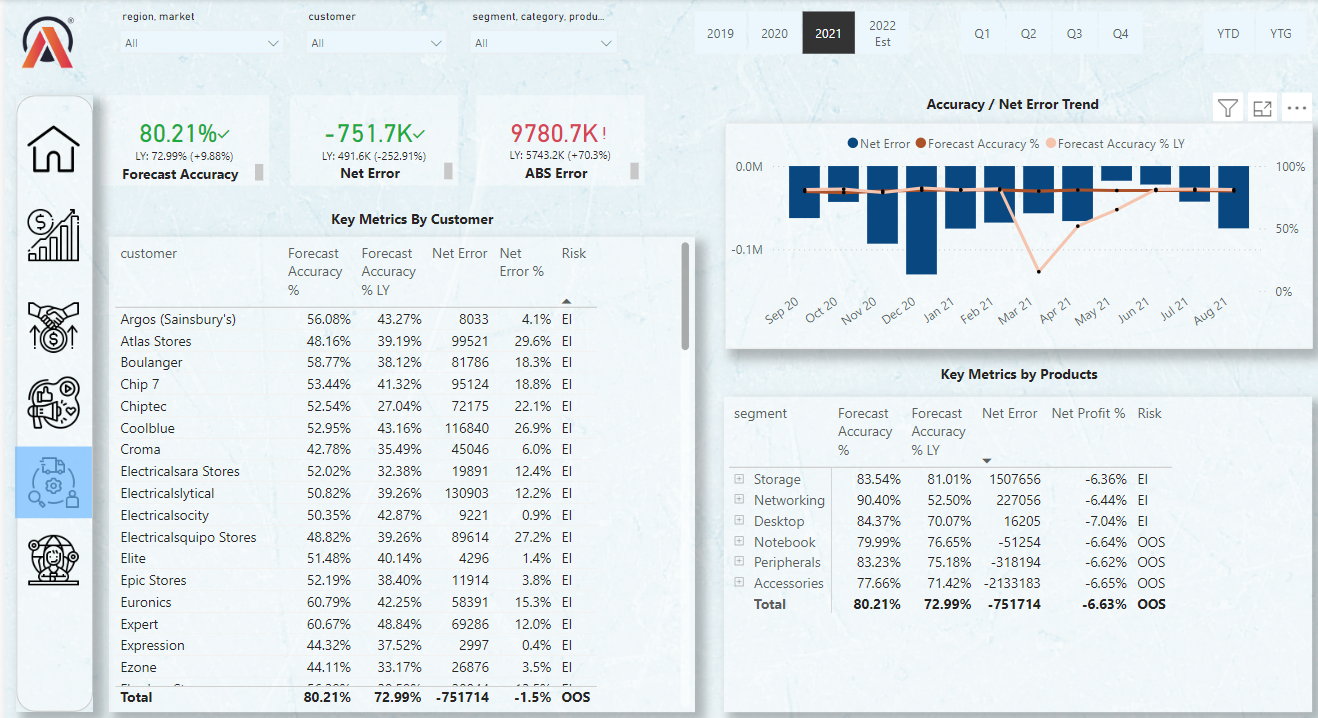 region, market
customer
segment, category, produ...
All
All
All
2019
2020
2021
2022
Est
Q1
Q2
Q3
Q4
YTD
YTG
80.21%
LY: 72.99% (+9.88%)
Forecast Accuracy
-751.7K
LY: 491.6K (-252.91%)
Net Error
9780.7K!
LY: 5743.2K (+70.3%)
ABS Error
Accuracy / Net Error Trend
Net Error Forecast Accuracy % Forecast Accuracy % LY
0.0M
-0.1M
100%
50%
0%
Sep 20
Oct 20
Nov 20
Dec 20
Jan 21
Feb 21
Mar 21
Apr 21
May 21
Jun 21
Jul 21
Aug 21
Key Metrics By Customer
customer Forecast Accuracy % Forecast Accuracy % LY Net Error Net Error % Risk
Argos (Sainsbury's) 56.08% 43.27% 8033 4.1% EI
Atlas Stores 48.16% 39.19% 99521 29.6% EI
Boulanger 58.77% 38.12% 81786 18.3% EI
Chip 7 53.44% 41.32% 95124 18.8% EI
Chiptec 52.54% 27.04% 72175 22.1% EI
Coolblue 52.95% 43.16% 116840 26.9% EI
Croma 42.78% 35.49% 45046 6.0% EI
Electricalsara Stores 52.02% 32.38% 19891 12.4% EI
Electricalslytical 50.82% 39.26% 130903 12.2% EI
Electricalsocity 50.35% 42.87% 9221 0.9% EI
Electricalsquipo Stores 48.82% 39.26% 89614 27.2% EI
Elite 51.48% 40.14% 4296 1.4% EI
Epic Stores 52.19% 38.40% 11914 3.8% EI
Euronics 60.79% 42.25% 58391 15.3% EI
Expert 60.67% 48.84% 69286 12.0% EI
Expression 44.32% 37.52% 2997 0.4% EI
Ezone 44.11% 33.17% 26876 3.5% EI
Total 80.21% 72.99% -751714 -1.5% OOS
Key Metrics by Products
segment Forecast Accuracy % Forecast Accuracy % LY Net Error Net Profit % Risk
Storage 83.54% 81.01% 1507656 -6.36% EI
Networking 90.40% 52.50% 227056 -6.44% EI
Desktop 84.37% 70.07% 16205 -7.04% EI
Notebook 79.99% 76.65% -51254 -6.64% OOS
Peripherals 83.23% 75.18% -318194 -6.62% OOS
Accessories 77.66% 71.42% -2133183 -6.65% OOS
Total 80.21% 72.99% -751714 -6.63% OOS